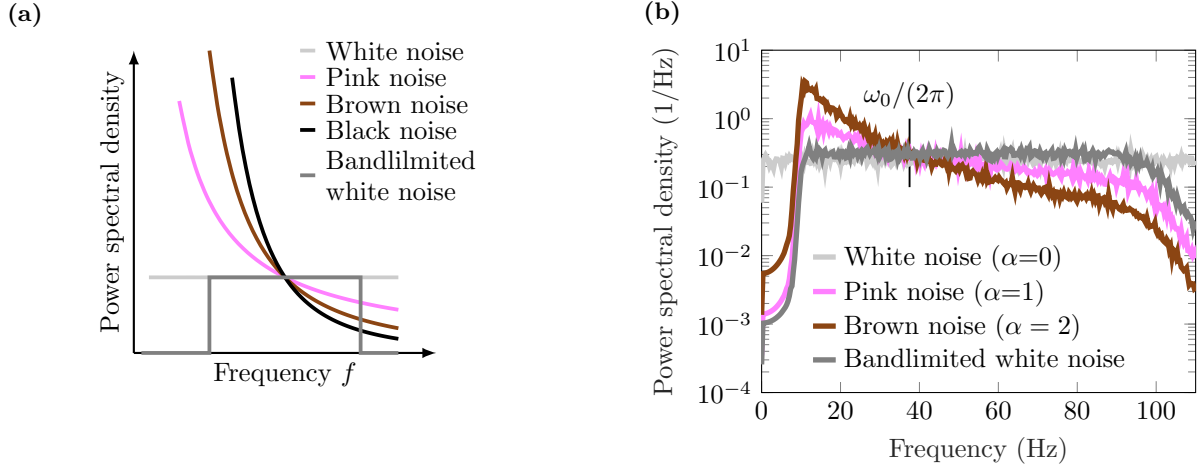 (a)
Power spectral density
White noise
Pink noise
Brown noise
Black noise
Bandlilmited
white noise
Frequency f
(b)
Power spectral density (1/Hz)
10^1
10^0
10^−1
10^−2
10^−3
10^−4
ω_0/(2π)
White noise (α=0)
Pink noise (α=1)
Brown noise (α = 2)
Bandlimited white noise
0 20 40 60 80 100
Frequency (Hz)